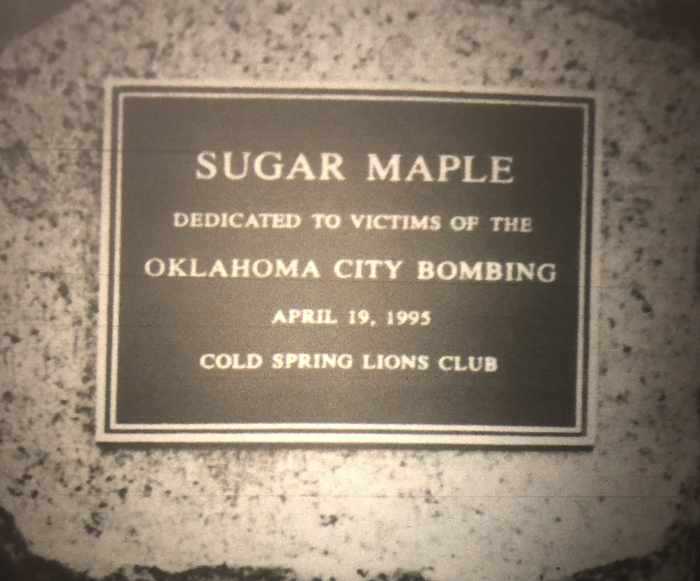 SUGAR MAPLE
DEDICATED TO VICTIMS OF THE
OKLAHOMA CITY BOMBING
APRIL 19, 1995
COLD SPRING LIONS CLUB